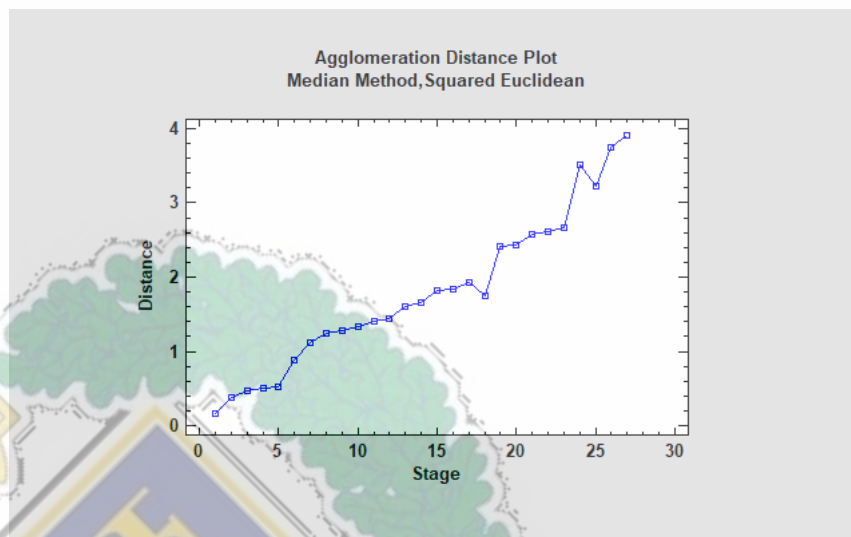 Agglomeration Distance Plot
Median Method,Squared Euclidean
Distance
4
3
2
1
0
0 5 10 15 20 25 30
Stage